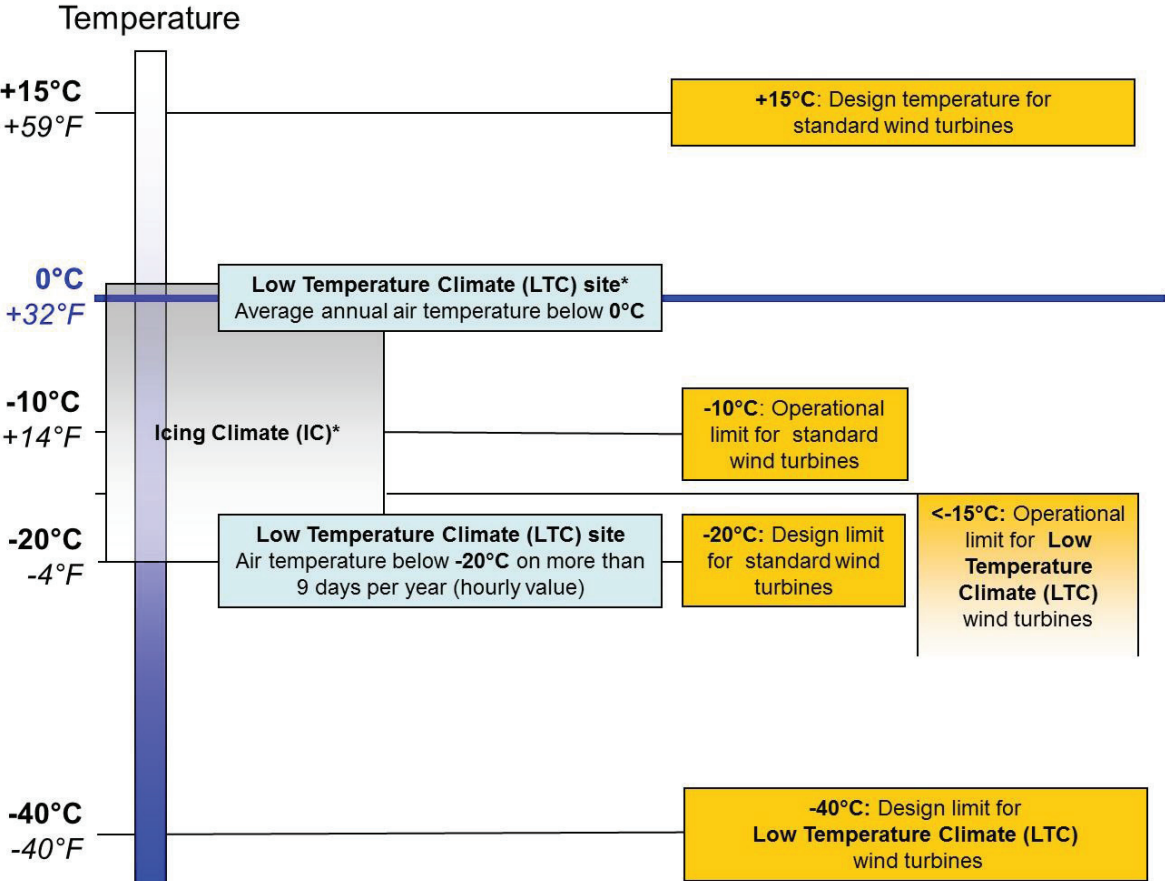 Temperature
+15°C
+59°F
+15°C: Design temperature for
standard wind turbines
0°C
+32°F
Low Temperature Climate (LTC) site*
Average annual air temperature below 0°C
-10°C
+14°F
Icing Climate (IC)*
-10°C: Operational
limit for standard
wind turbines
-20°C
-4°F
Low Temperature Climate (LTC) site
Air temperature below -20°C on more than
9 days per year (hourly value)
-20°C: Design limit
for standard wind
turbines
<-15°C: Operational
limit for Low
Temperature
Climate (LTC)
wind turbines
-40°C
-40°F
-40°C: Design limit for
Low Temperature Climate (LTC)
wind turbines